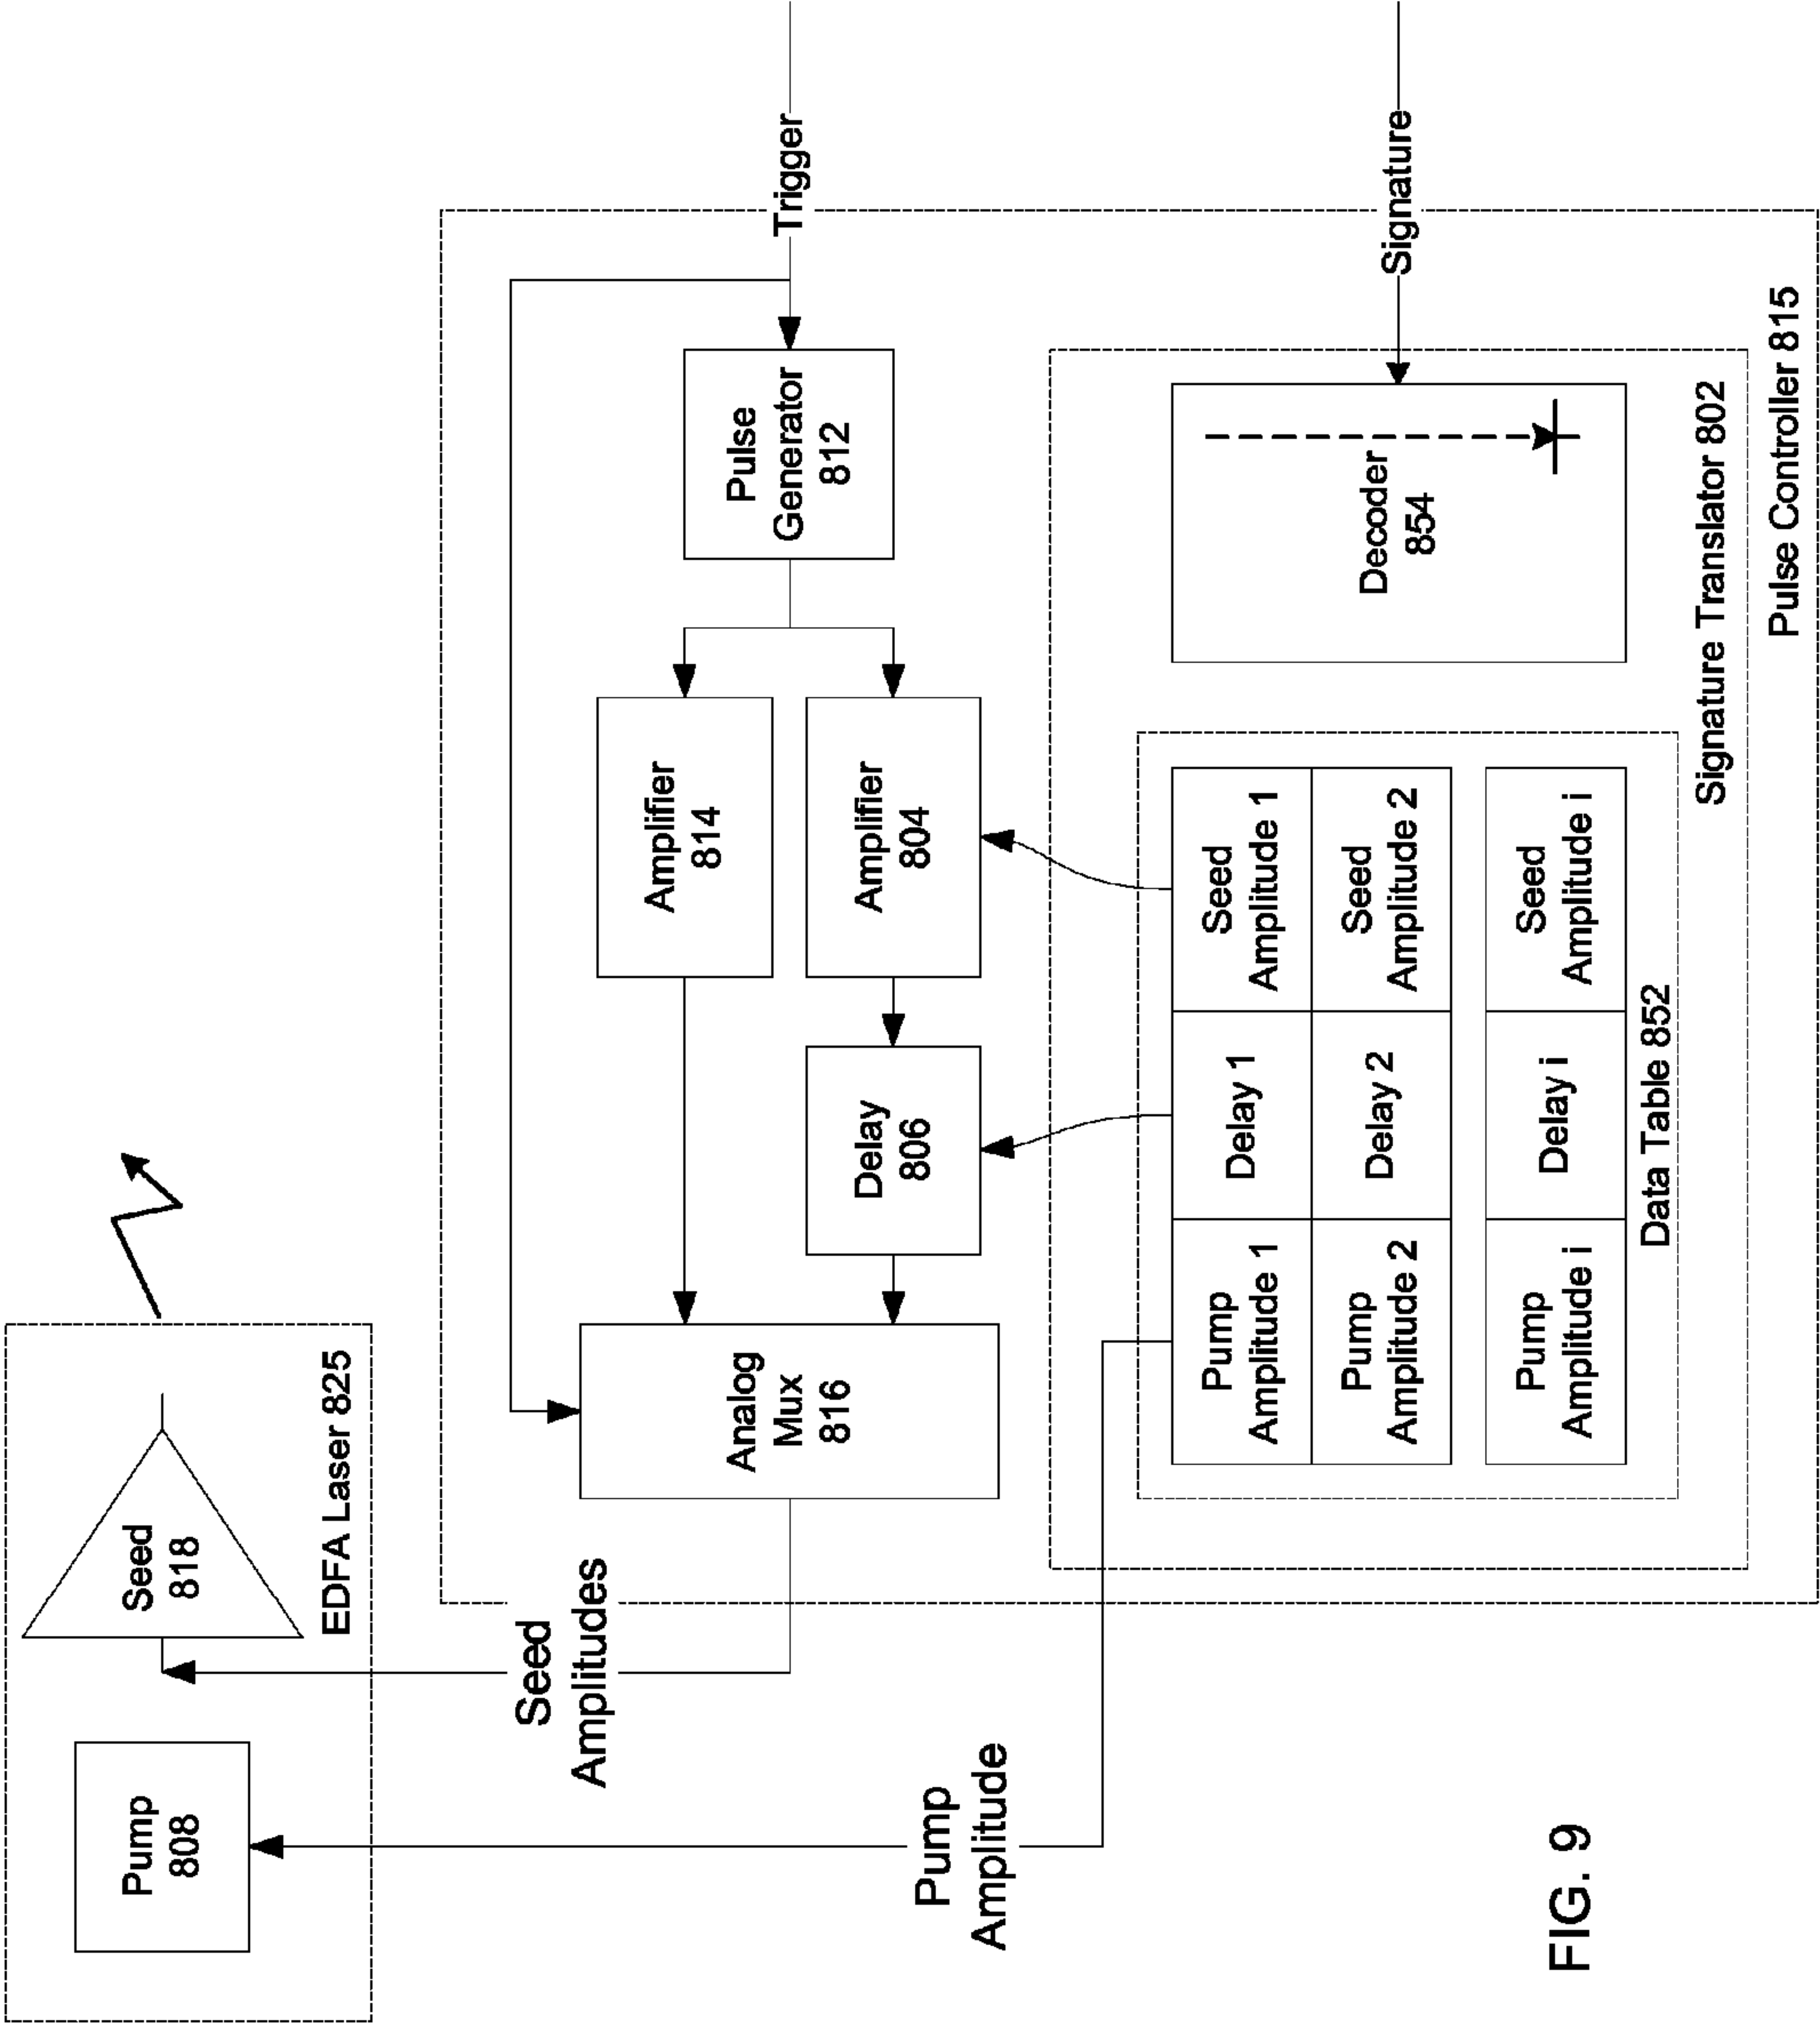 Pump
808
Seed
818
EDFA Laser 825
Seed
Amplitudes
Pump
Amplitude
Trigger
Signature
Analog
Mux
816
Amplifier
814
Pulse
Generator
812
Delay
806
Amplifier
804
Pump
Amplitude 1
Delay 1
Seed
Amplitude 1
Pump
Amplitude 2
Delay 2
Seed
Amplitude 2
Pump
Amplitude i
Delay i
Seed
Amplitude i
Data Table 852
Decoder
854
Signature Translator 802
Pulse Controller 815
FIG. 9